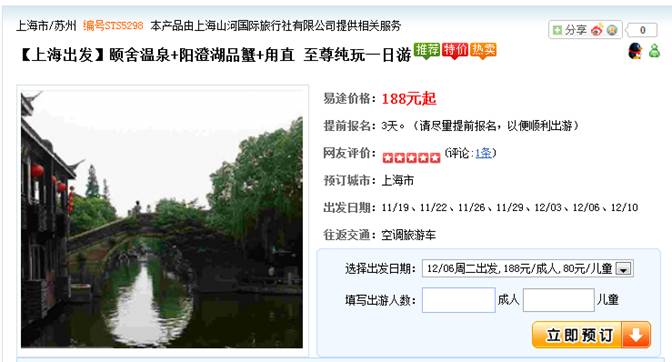 上海市/苏州 编号STS5298 本产品由上海山河国际旅行社有限公司提供相关服务
分享 0
【上海出发】颐舍温泉+阳澄湖品蟹+甪直 至尊纯玩一日游 推荐 特价 热卖
易途价格：188元起
提前报名：3天。（请尽量提前报名，以便顺利出游）
网友评价： (评论:1条)
预订城市：上海市
出发日期：11/19、11/22、11/26、11/29、12/03、12/06、12/10
往返交通：空调旅游车
选择出发日期：12/06周二出发,188元/成人,80元/儿童
填写出游人数： 成人 儿童
立即预订